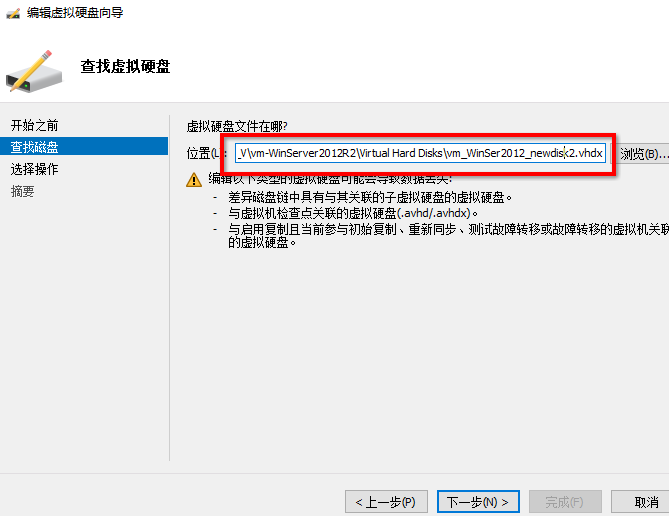 编辑虚拟硬盘向导
查找虚拟硬盘
开始之前
查找磁盘
选择操作
摘要
虚拟硬盘文件在哪?
位置(L): _V\vm-WinServer2012R2\Virtual Hard Disks\vm_WinSer2012_newdisk2.vhdx 浏览(B)...
编辑以下类型的虚拟硬盘可能会导致数据丢失:
- 差异磁盘链中具有与其关联的子虚拟硬盘的虚拟硬盘。
- 与虚拟机检查点关联的虚拟硬盘(.avhd/.avhdx)。
- 与启用复制且当前参与初始复制、重新同步、测试故障转移或故障转移的虚拟机关联
的虚拟硬盘。
< 上一步(P) 下一步(N) > 完成(F) 取消